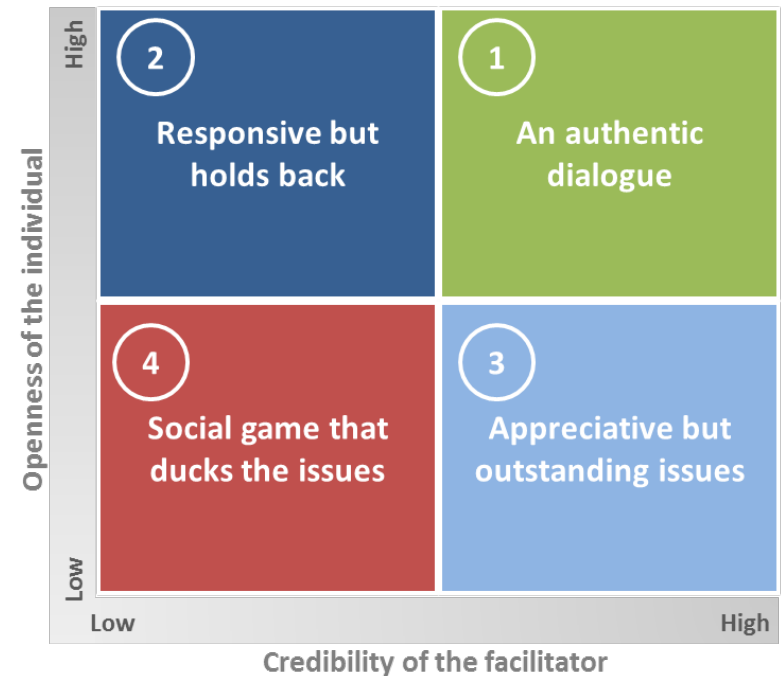 High
Openness of the individual
Low
2
Responsive but
holds back
1
An authentic
dialogue
4
Social game that
ducks the issues
3
Appreciative but
outstanding issues
Low
High
Credibility of the facilitator